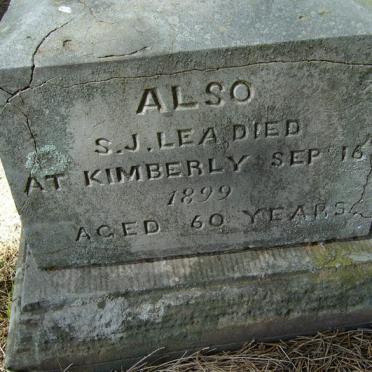 ALSO
S.J. LEA DIED
AT KIMBERLY SEP 16
1899
AGED 60 YEARS.